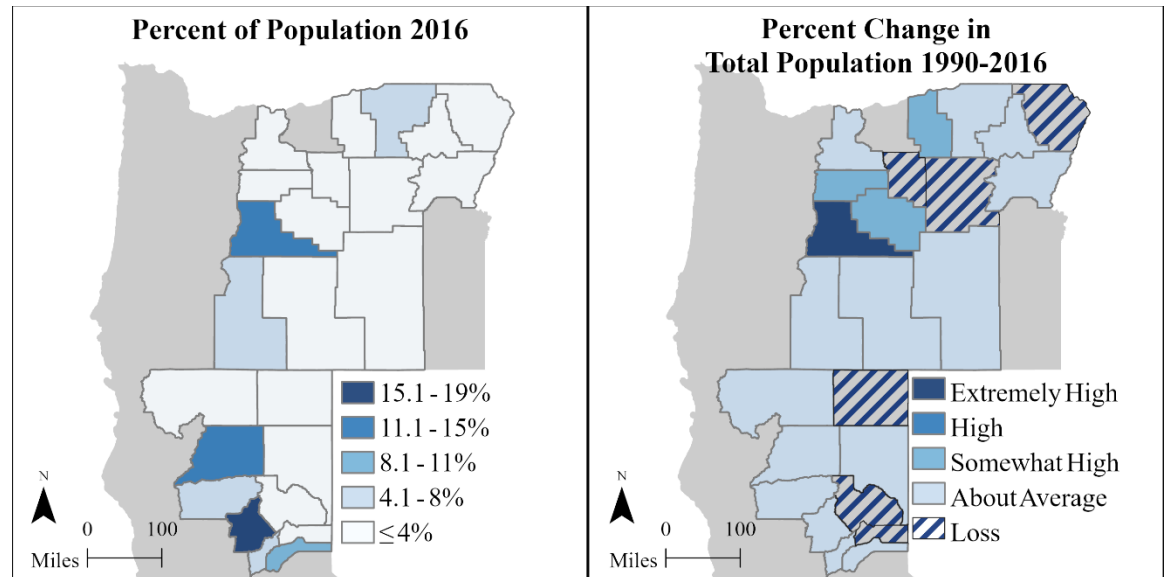 Percent of Population 2016
15.1 - 19%
11.1 - 15%
8.1 - 11%
4.1 - 8%
≤ 4%
N
0 100
Miles
Percent Change in
Total Population 1990-2016
Extremely High
High
Somewhat High
About Average
Loss
N
0 100
Miles